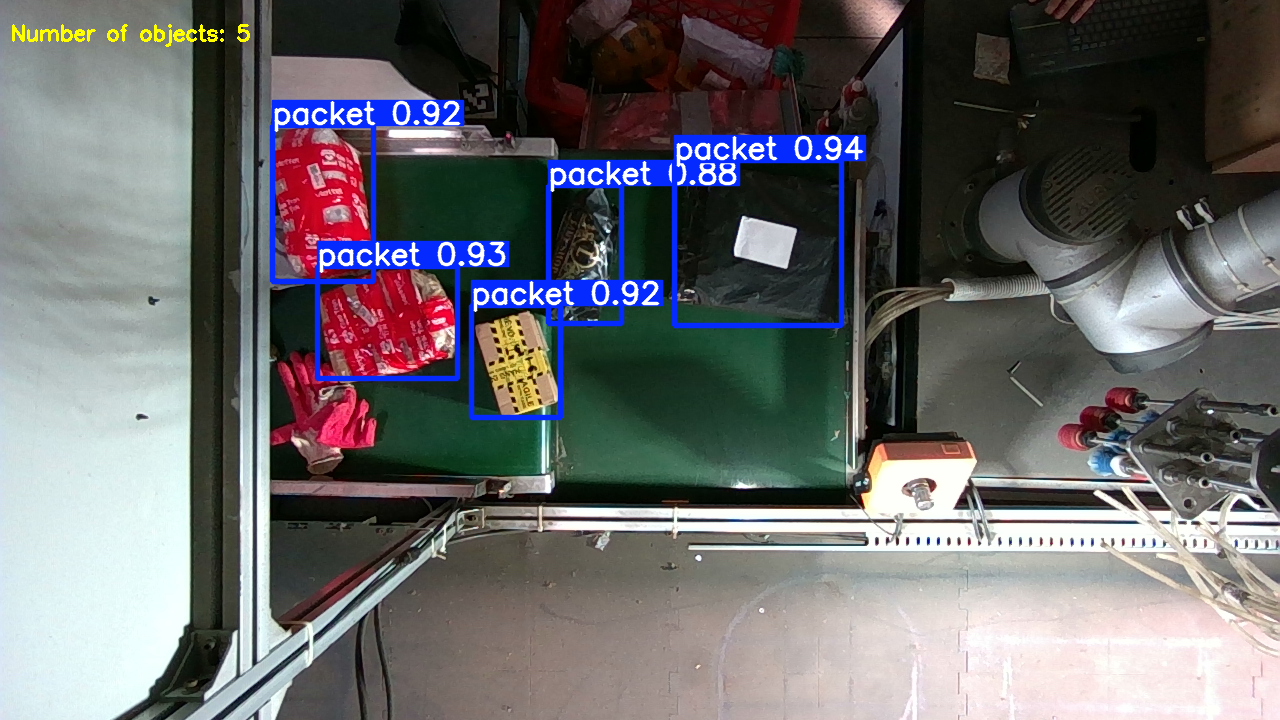 Number of objects: 5
packet 0.92
packet 0.94
packet 0.88
packet 0.93
packet 0.92